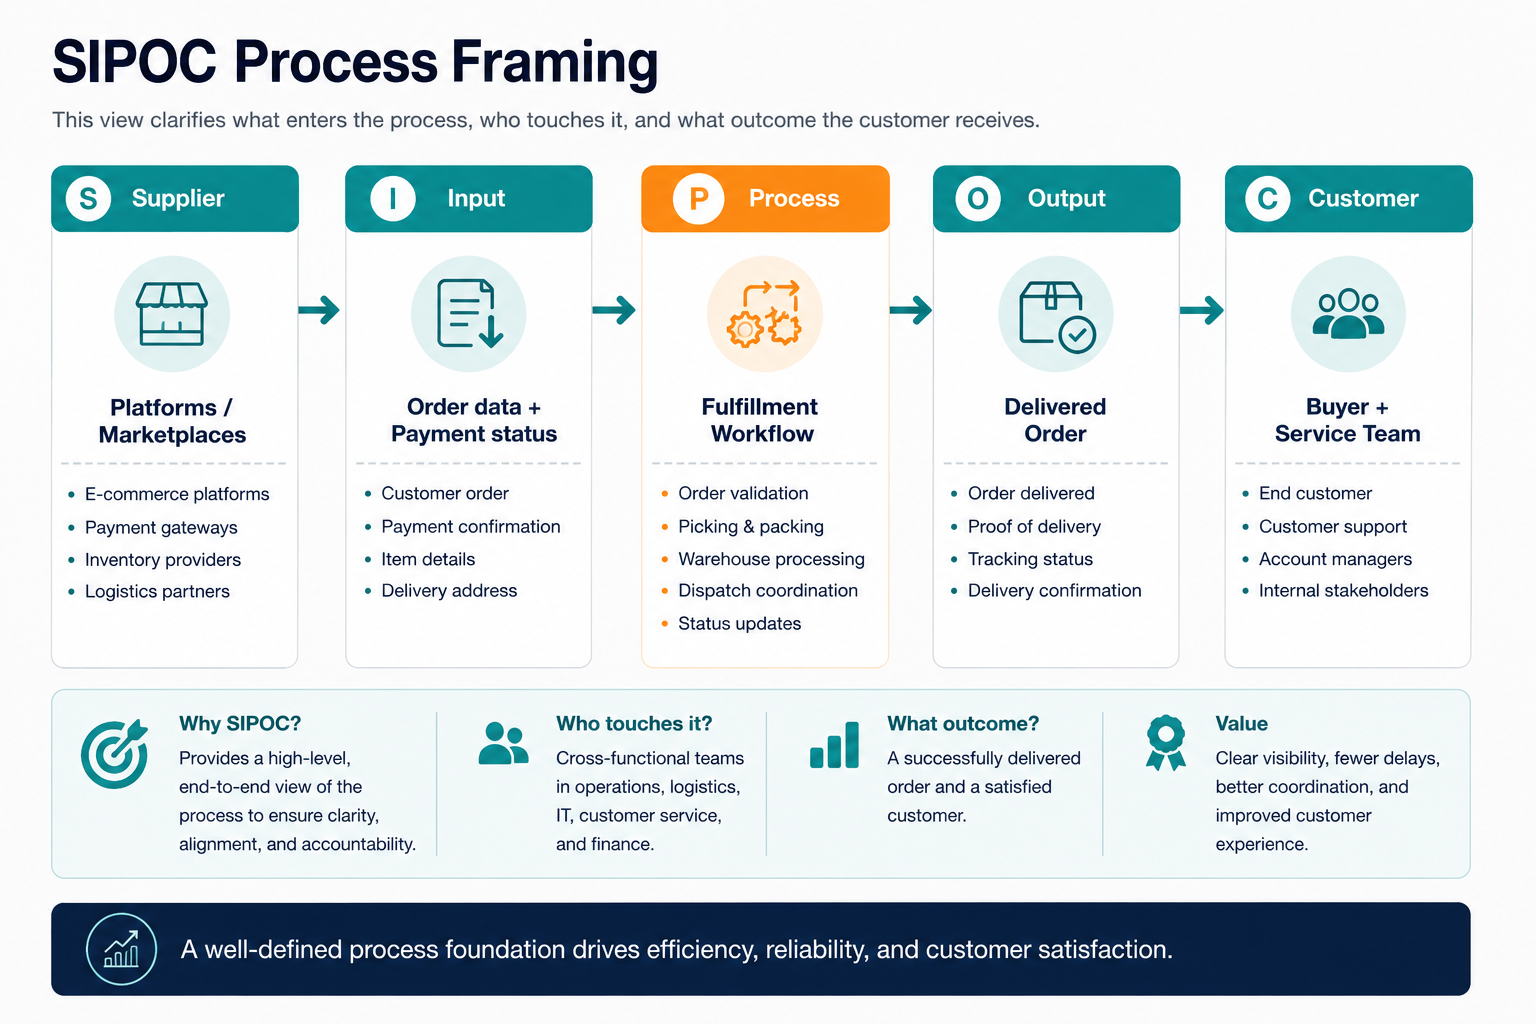 SIPOC Process Framing
This view clarifies what enters the process, who touches it, and what outcome the customer receives.
S Supplier
Platforms /
Marketplaces
• E-commerce platforms
• Payment gateways
• Inventory providers
• Logistics partners
I Input
Order data +
Payment status
• Customer order
• Payment confirmation
• Item details
• Delivery address
P Process
Fulfillment
Workflow
• Order validation
• Picking & packing
• Warehouse processing
• Dispatch coordination
• Status updates
O Output
Delivered
Order
• Order delivered
• Proof of delivery
• Tracking status
• Delivery confirmation
C Customer
Buyer +
Service Team
• End customer
• Customer support
• Account managers
• Internal stakeholders
Why SIPOC?
Provides a high-level,
end-to-end view of the
process to ensure clarity,
alignment, and accountability.
Who touches it?
Cross-functional teams
in operations, logistics,
IT, customer service,
and finance.
What outcome?
A successfully delivered
order and a satisfied
customer.
Value
Clear visibility, fewer delays,
better coordination, and
improved customer
experience.
A well-defined process foundation drives efficiency, reliability, and customer satisfaction.